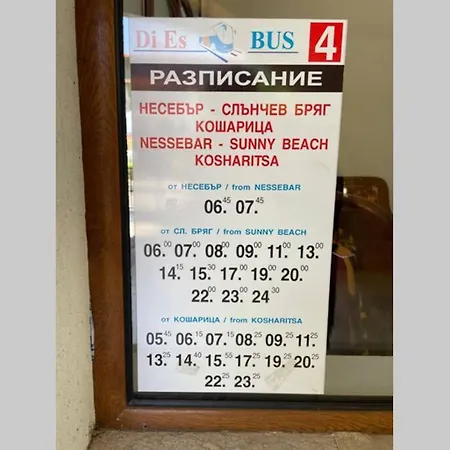 Di Es BUS 4
РАЗПИСАНИЕ
НЕСЕБЪР - СЛЪНЧЕВ БРЯГ
КОШАРИЦА
NESSEBAR - SUNNY BEACH
KOSHARITSA
от НЕСЕБЪР / from NESSEBAR
06.45 07.45
от СЛ. БРЯГ / from SUNNY BEACH
06.00 07.00 08.00 09.00 11.00 13.00
14.15 15.30 17.00 19.00 20.00
22.00 23.00 24.30
от КОШАРИЦА / from KOSHARITSA
05.45 06.15 07.15 08.25 09.25 11.25
13.25 14.40 15.55 17.25 19.25 20.25
22.25 23.25